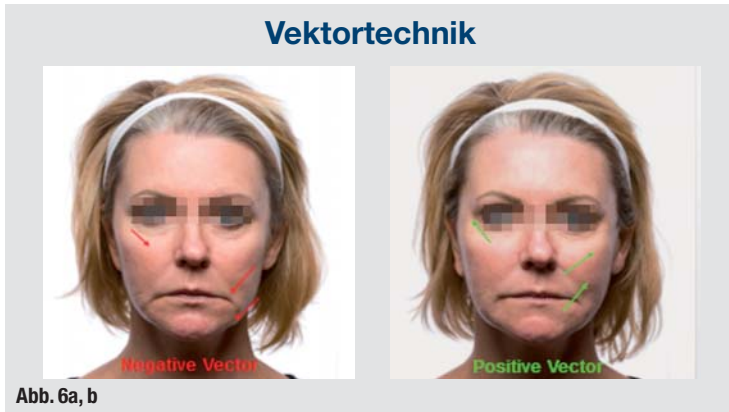 Vektortechnik
Negative Vector
Positive Vector
Abb. 6a, b